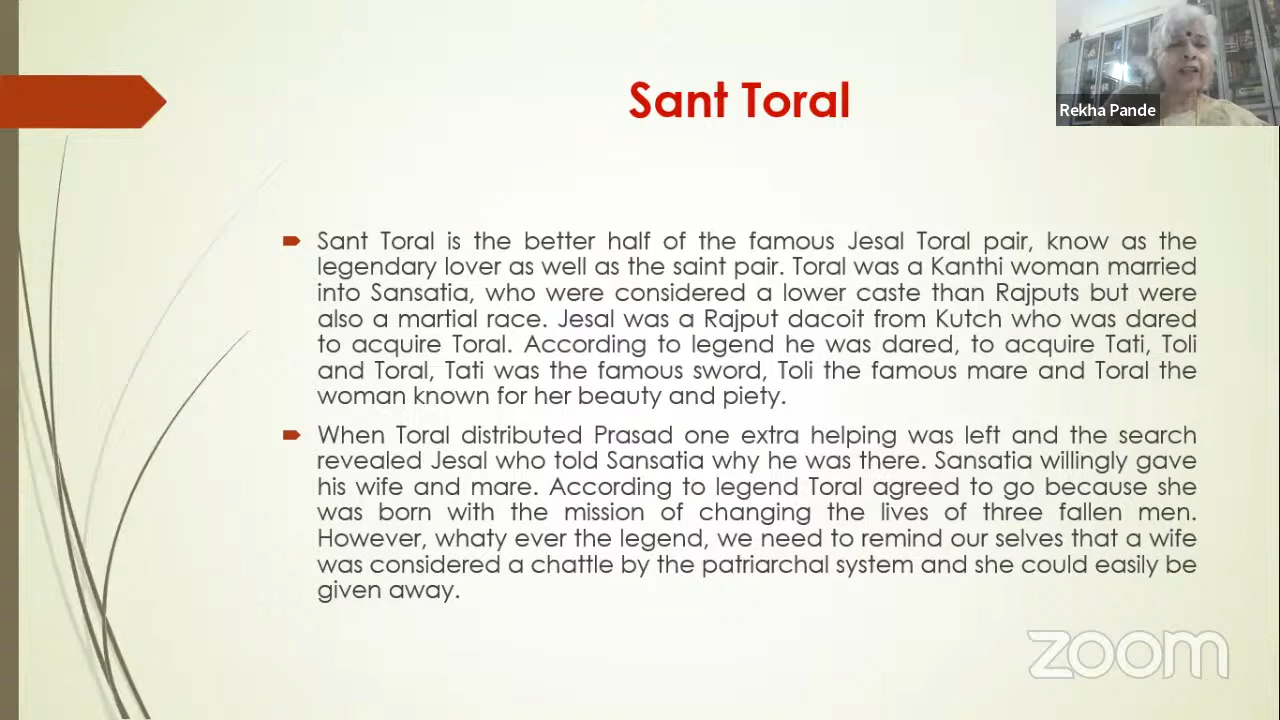 Sant Toral
Rekha Pande
Sant Toral is the better half of the famous Jesal Toral pair, know as the
legendary lover as well as the saint pair. Toral was a Kanthi woman married
into Sansatia, who were considered a lower caste than Rajputs but were
also a martial race. Jesal was a Rajput dacoit from Kutch who was dared
to acquire Toral. According to legend he was dared, to acquire Tati, Toli
and Toral, Tati was the famous sword, Toli the famous mare and Toral the
woman known for her beauty and piety.
When Toral distributed Prasad one extra helping was left and the search
revealed Jesal who told Sansatia why he was there. Sansatia willingly gave
his wife and mare. According to legend Toral agreed to go because she
was born with the mission of changing the lives of three fallen men.
However, whaty ever the legend, we need to remind our selves that a wife
was considered a chattle by the patriarchal system and she could easily be
given away.
zoom